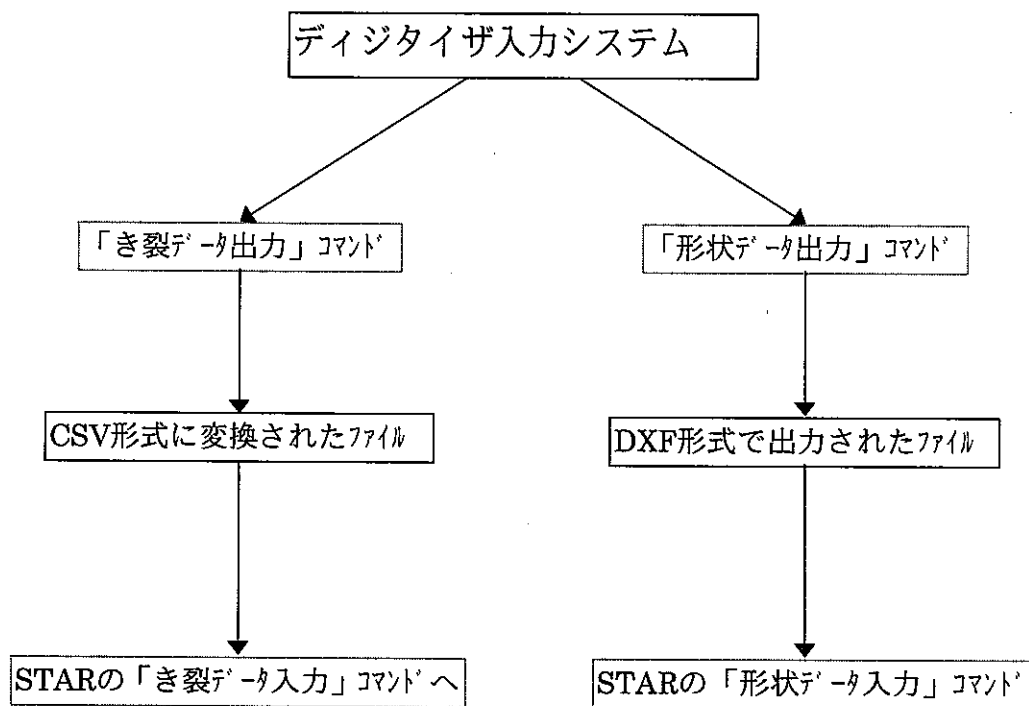 ディジタイザ入力システム
「き裂ﾃﾞｰﾀ出力」ｺﾏﾝﾄﾞ
「形状ﾃﾞｰﾀ出力」ｺﾏﾝﾄﾞ
CSV形式に変換されたﾌｧｲﾙ
DXF形式で出力されたﾌｧｲﾙ
STARの「き裂ﾃﾞｰﾀ入力」ｺﾏﾝﾄﾞへ
STARの「形状ﾃﾞｰﾀ入力」ｺﾏﾝﾄﾞ